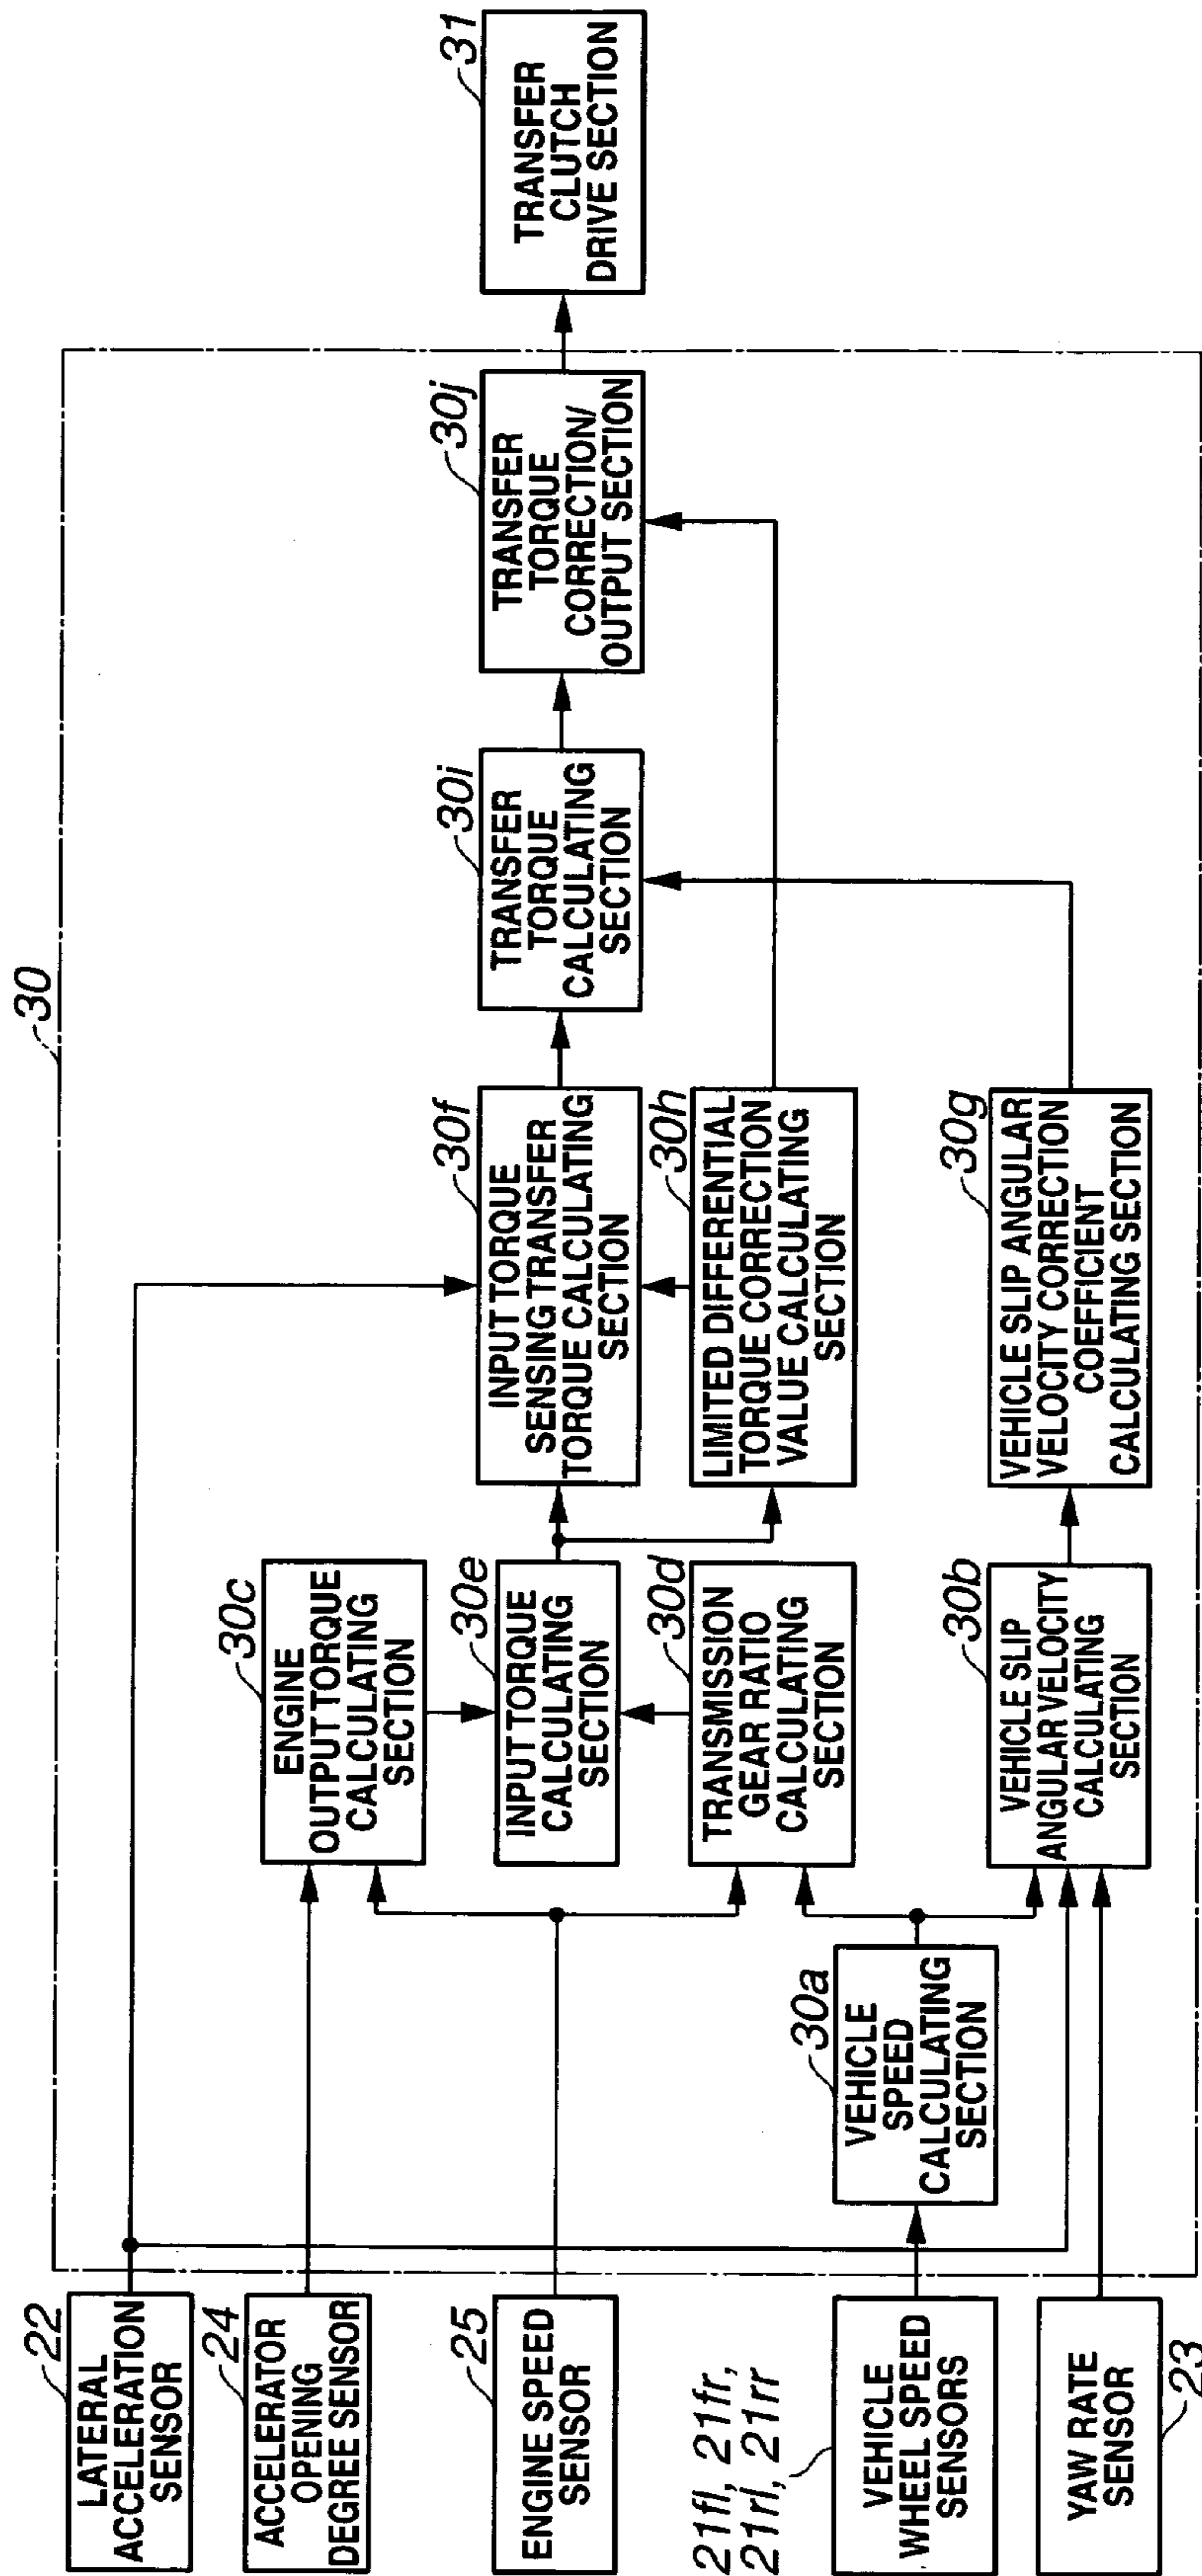 30
22
LATERAL
ACCELERATION
SENSOR
24
ACCELERATOR
OPENING
DEGREE SENSOR
25
ENGINE SPEED
SENSOR
21fl, 21fr,
21rl, 21rr
VEHICLE
WHEEL SPEED
SENSORS
YAW RATE
SENSOR
23
30a
VEHICLE
SPEED
CALCULATING
SECTION
30c
ENGINE
OUTPUT TORQUE
CALCULATING
SECTION
30e
INPUT TORQUE
CALCULATING
SECTION
30d
TRANSMISSION
GEAR RATIO
CALCULATING
SECTION
30b
VEHICLE SLIP
ANGULAR VELOCITY
CALCULATING
SECTION
30f
INPUT TORQUE
SENSING TRANSFER
TORQUE CALCULATING
SECTION
30h
LIMITED DIFFERENTIAL
TORQUE CORRECTION
VALUE CALCULATING
SECTION
30g
VEHICLE SLIP ANGULAR
VELOCITY CORRECTION
COEFFICIENT
CALCULATING SECTION
30i
TRANSFER
TORQUE
CALCULATING
SECTION
30j
TRANSFER
TORQUE
CORRECTION/
OUTPUT SECTION
31
TRANSFER
CLUTCH
DRIVE SECTION